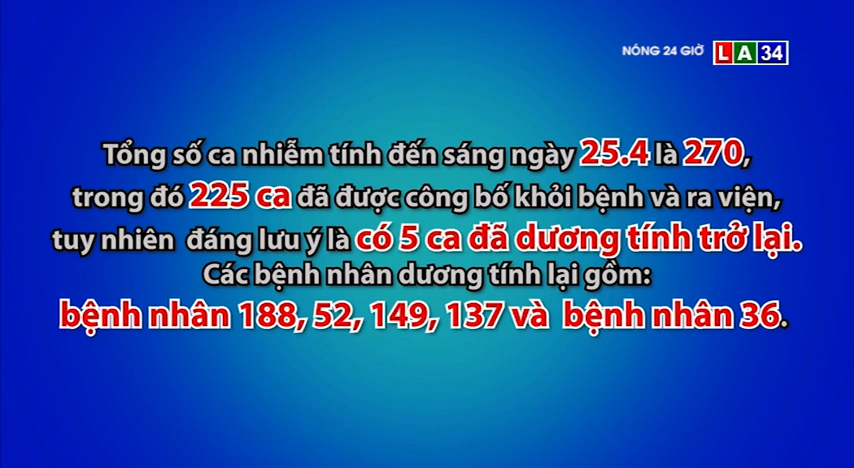 NÓNG 24 GIỜ LA34
Tổng số ca nhiễm tính đến sáng ngày 25.4 là 270,
trong đó 225 ca đã được công bố khỏi bệnh và ra viện,
tuy nhiên đáng lưu ý là có 5 ca đã dương tính trở lại.
Các bệnh nhân dương tính lại gồm:
bệnh nhân 188, 52, 149, 137 và bệnh nhân 36.